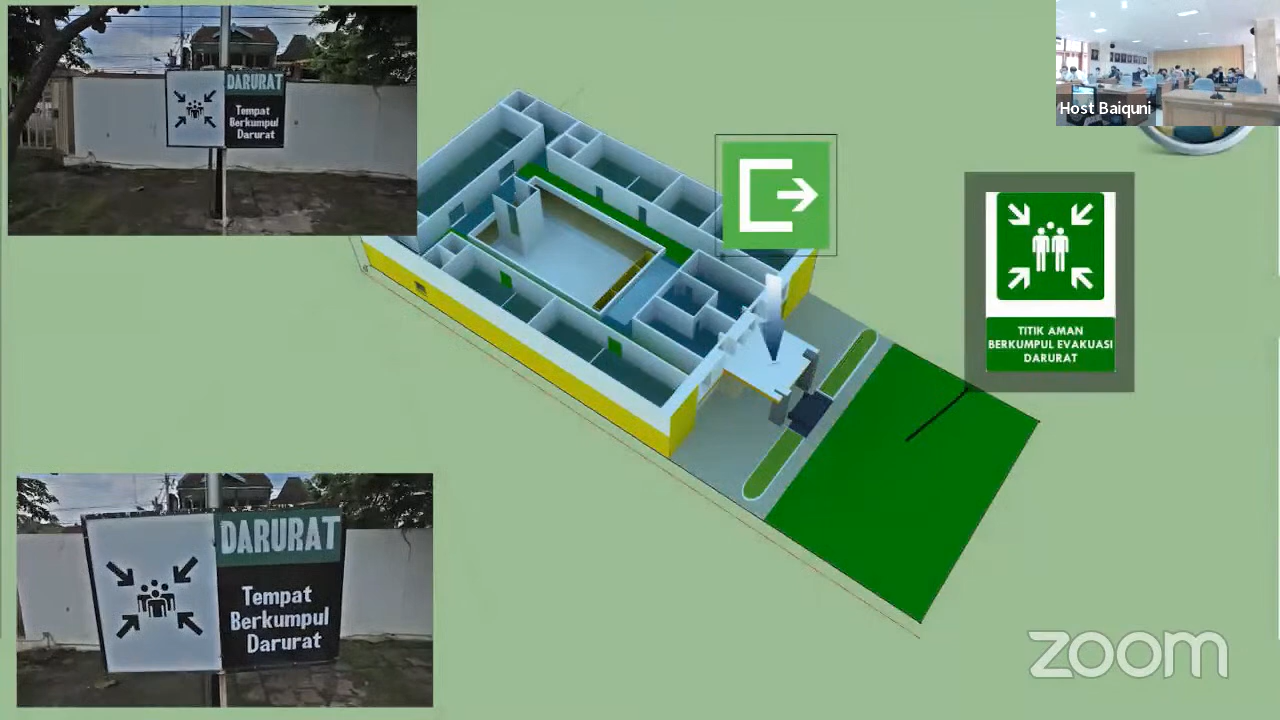 DARURAT
Tempat
Berkumpul
Darurat
Host Baiquni
TITIK AMAN
BERKUMPUL EVAKUASI
DARURAT
DARURAT
Tempat
Berkumpul
Darurat
zoom